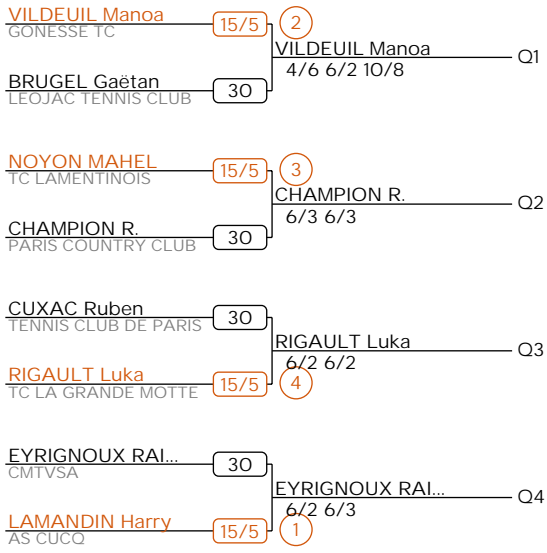 VILDEUIL Manoa
GONESSE TC
15/5
2
VILDEUIL Manoa
4/6 6/2 10/8
Q1
BRUGEL Gaëtan
LEOJAC TENNIS CLUB
30
NOYON MAHEL
TC LAMENTINOIS
15/5
3
CHAMPION R.
6/3 6/3
Q2
CHAMPION R.
PARIS COUNTRY CLUB
30
CUXAC Ruben
TENNIS CLUB DE PARIS
30
RIGAULT Luka
6/2 6/2
Q3
RIGAULT Luka
TC LA GRANDE MOTTE
15/5
4
EYRIGNOUX RAI...
CMTVSA
30
EYRIGNOUX RAI...
6/2 6/3
Q4
LAMANDIN Harry
AS CUCQ
15/5
1